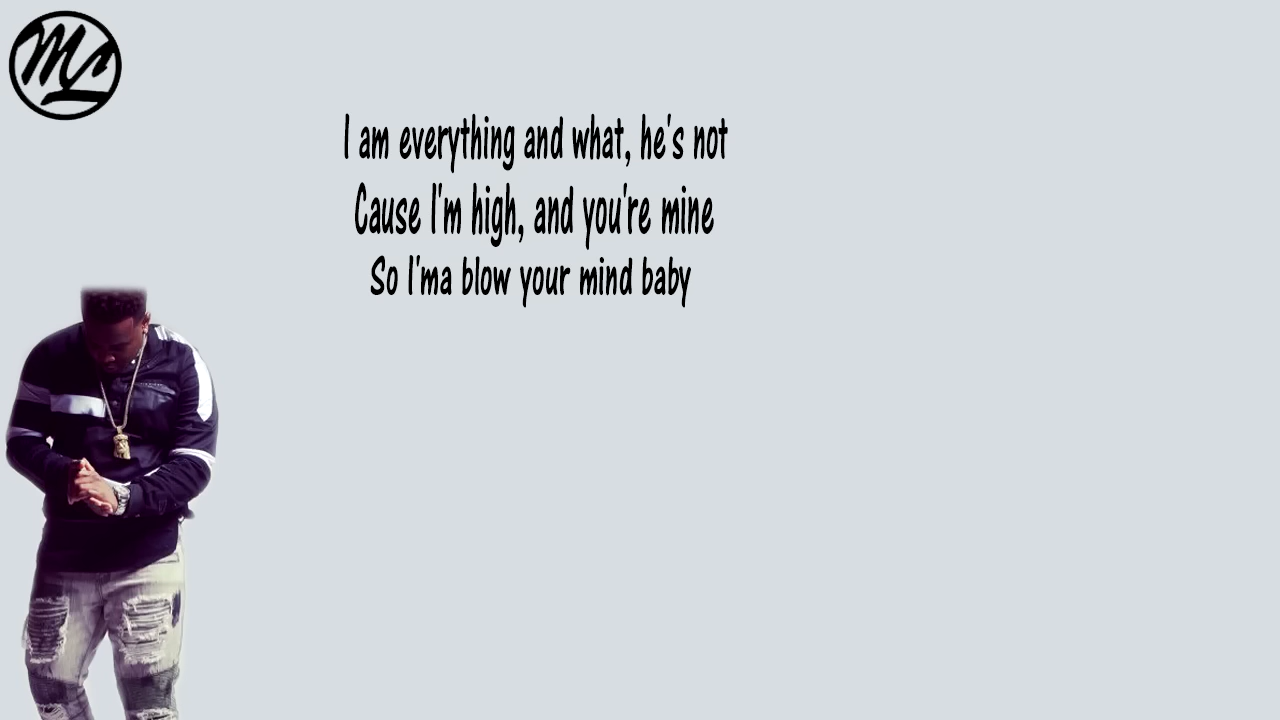 I am everything and what, he's not
Cause I'm high, and you're mine
So I'ma blow your mind baby